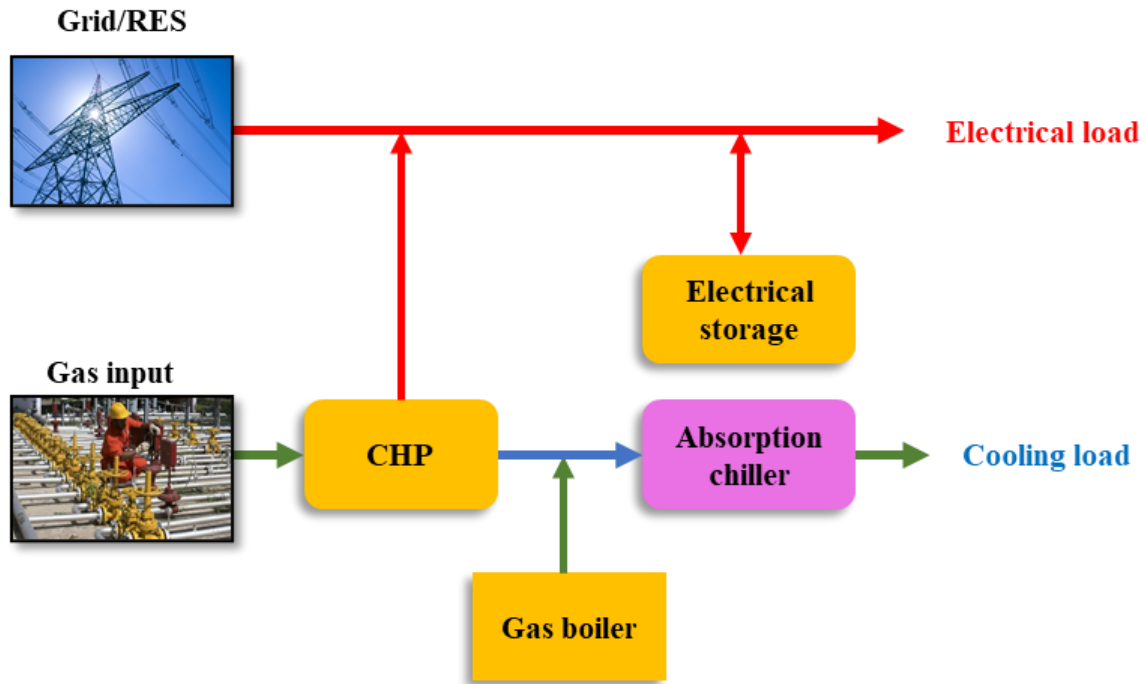 Grid/RES
Electrical load
Electrical
storage
Gas input
CHP
Absorption
chiller
Cooling load
Gas boiler